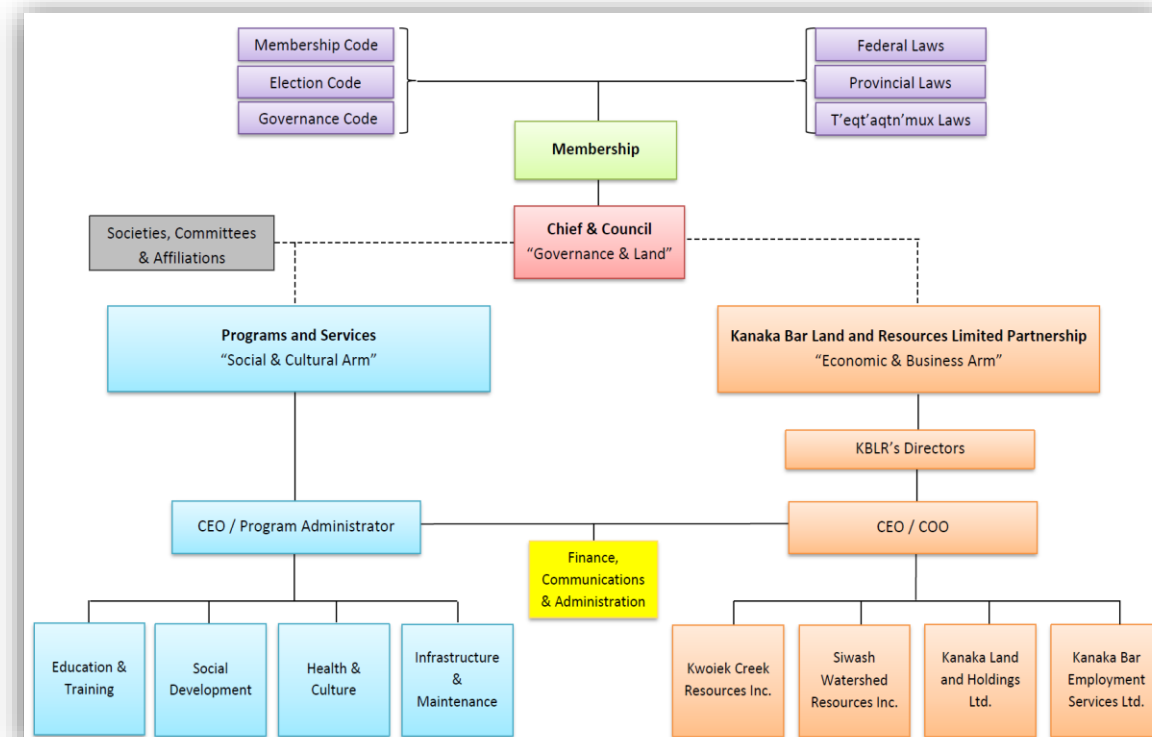 Membership Code
Election Code
Governance Code
Federal Laws
Provincial Laws
T’eqt’aqtn’mux Laws
Membership
Societies, Committees
& Affiliations
Chief & Council
“Governance & Land”
Programs and Services
“Social & Cultural Arm”
Kanaka Bar Land and Resources Limited Partnership
“Economic & Business Arm”
KBLR’s Directors
CEO / Program Administrator
CEO / COO
Finance,
Communications
& Administration
Education &
Training
Social
Development
Health &
Culture
Infrastructure
&
Maintenance
Kwoiek Creek
Resources Inc.
Siwash
Watershed
Resources Inc.
Kanaka Land
and Holdings
Ltd.
Kanaka Bar
Employment
Services Ltd.